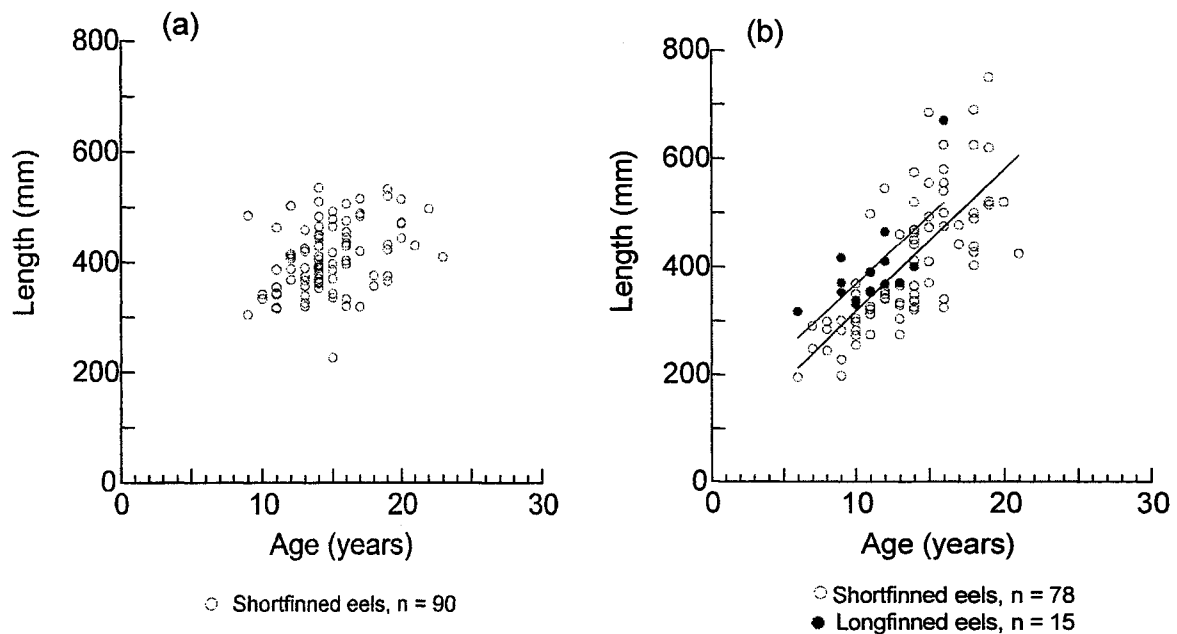 (a)
800
600
400
200
0
Length (mm)
0 10 20 30
Age (years)
Shortfinned eels, n = 90
(b)
800
600
400
200
0
Length (mm)
0 10 20 30
Age (years)
Shortfinned eels, n = 78
Longfinned eels, n = 15